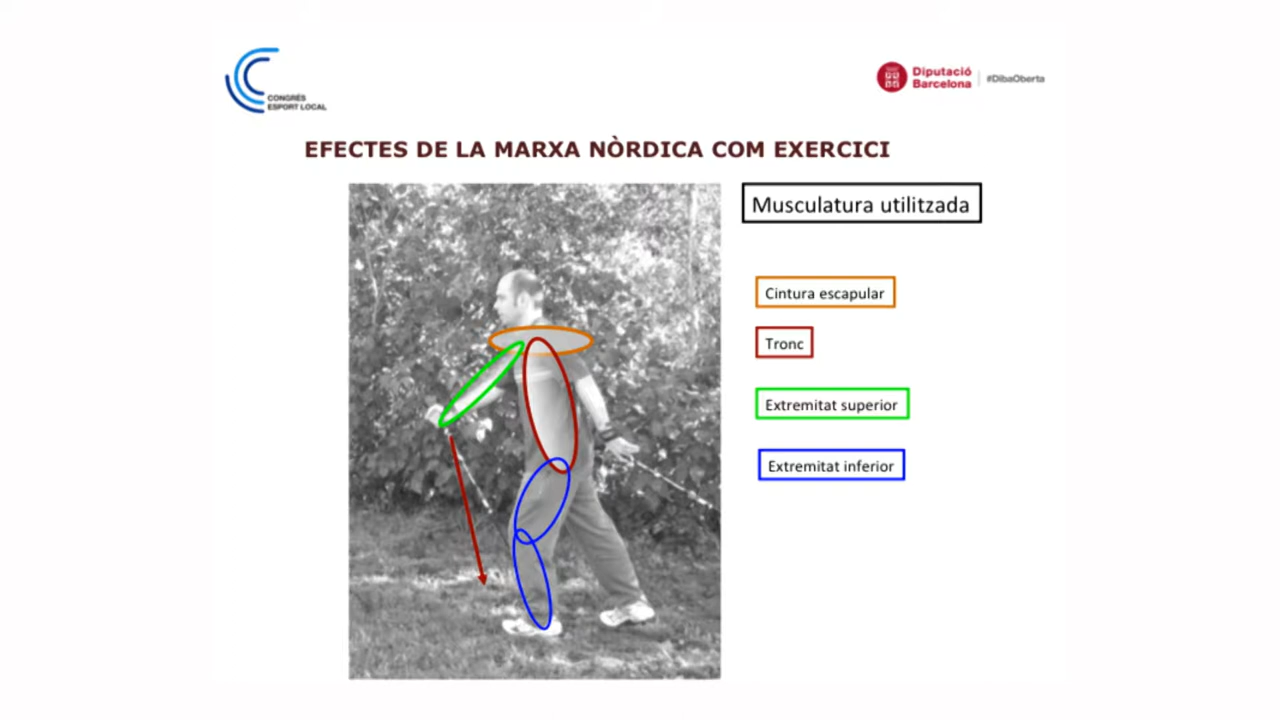 CONGRÉS
ESPORT LOCAL
Diputació
Barcelona
#DibaOberta
EFECTES DE LA MARXA NÒRDICA COM EXERCICI
Musculatura utilitzada
Cintura escapular
Tronc
Extremitat superior
Extremitat inferior